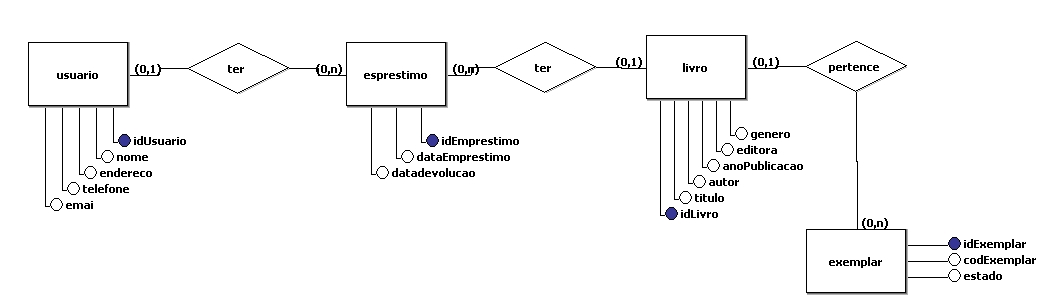 usuario
(0,1)
ter
(0,n)
esprestimo
(0,n)
ter
(0,1)
livro
(0,1)
pertence
idUsuario
nome
endereco
telefone
emai
idEmprestimo
dataEmprestimo
datadevolucao
genero
editora
anoPublicacao
autor
titulo
idLivro
(0,n)
exemplar
idExemplar
codExemplar
estado